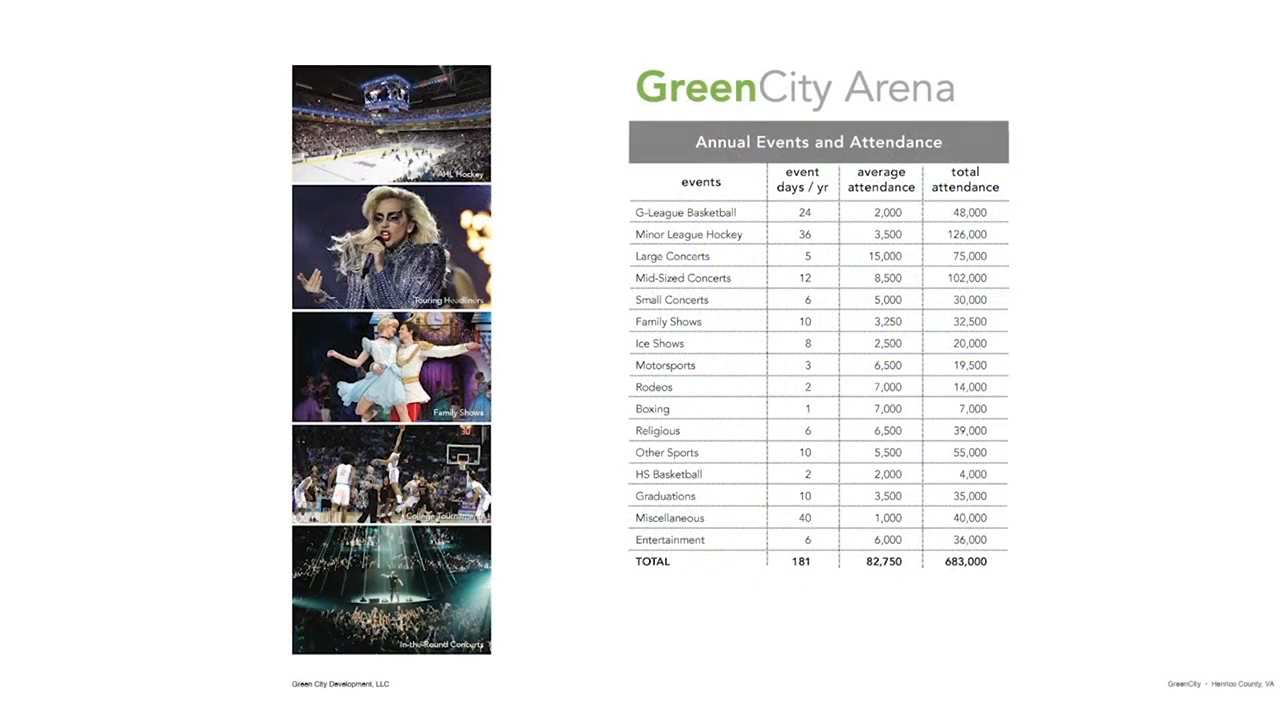 GreenCity Arena
Annual Events and Attendance
events event days / yr average attendance total attendance
G-League Basketball 24 2,000 48,000
Minor League Hockey 36 3,500 126,000
Large Concerts 5 15,000 75,000
Mid-Sized Concerts 12 8,500 102,000
Small Concerts 6 5,000 30,000
Family Shows 10 3,250 32,500
Ice Shows 8 2,500 20,000
Motorsports 3 6,500 19,500
Rodeos 2 7,000 14,000
Boxing 1 7,000 7,000
Religious 6 6,500 39,000
Other Sports 10 5,500 55,000
HS Basketball 2 2,000 4,000
Graduations 10 3,500 35,000
Miscellaneous 40 1,000 40,000
Entertainment 6 6,000 36,000
TOTAL 181 82,750 683,000
AHL Hockey
Touring Headliners
Family Shows
30
College Tournaments
In-the-Round Concerts
Green City Development, LLC
GreenCity • Henrico County, VA